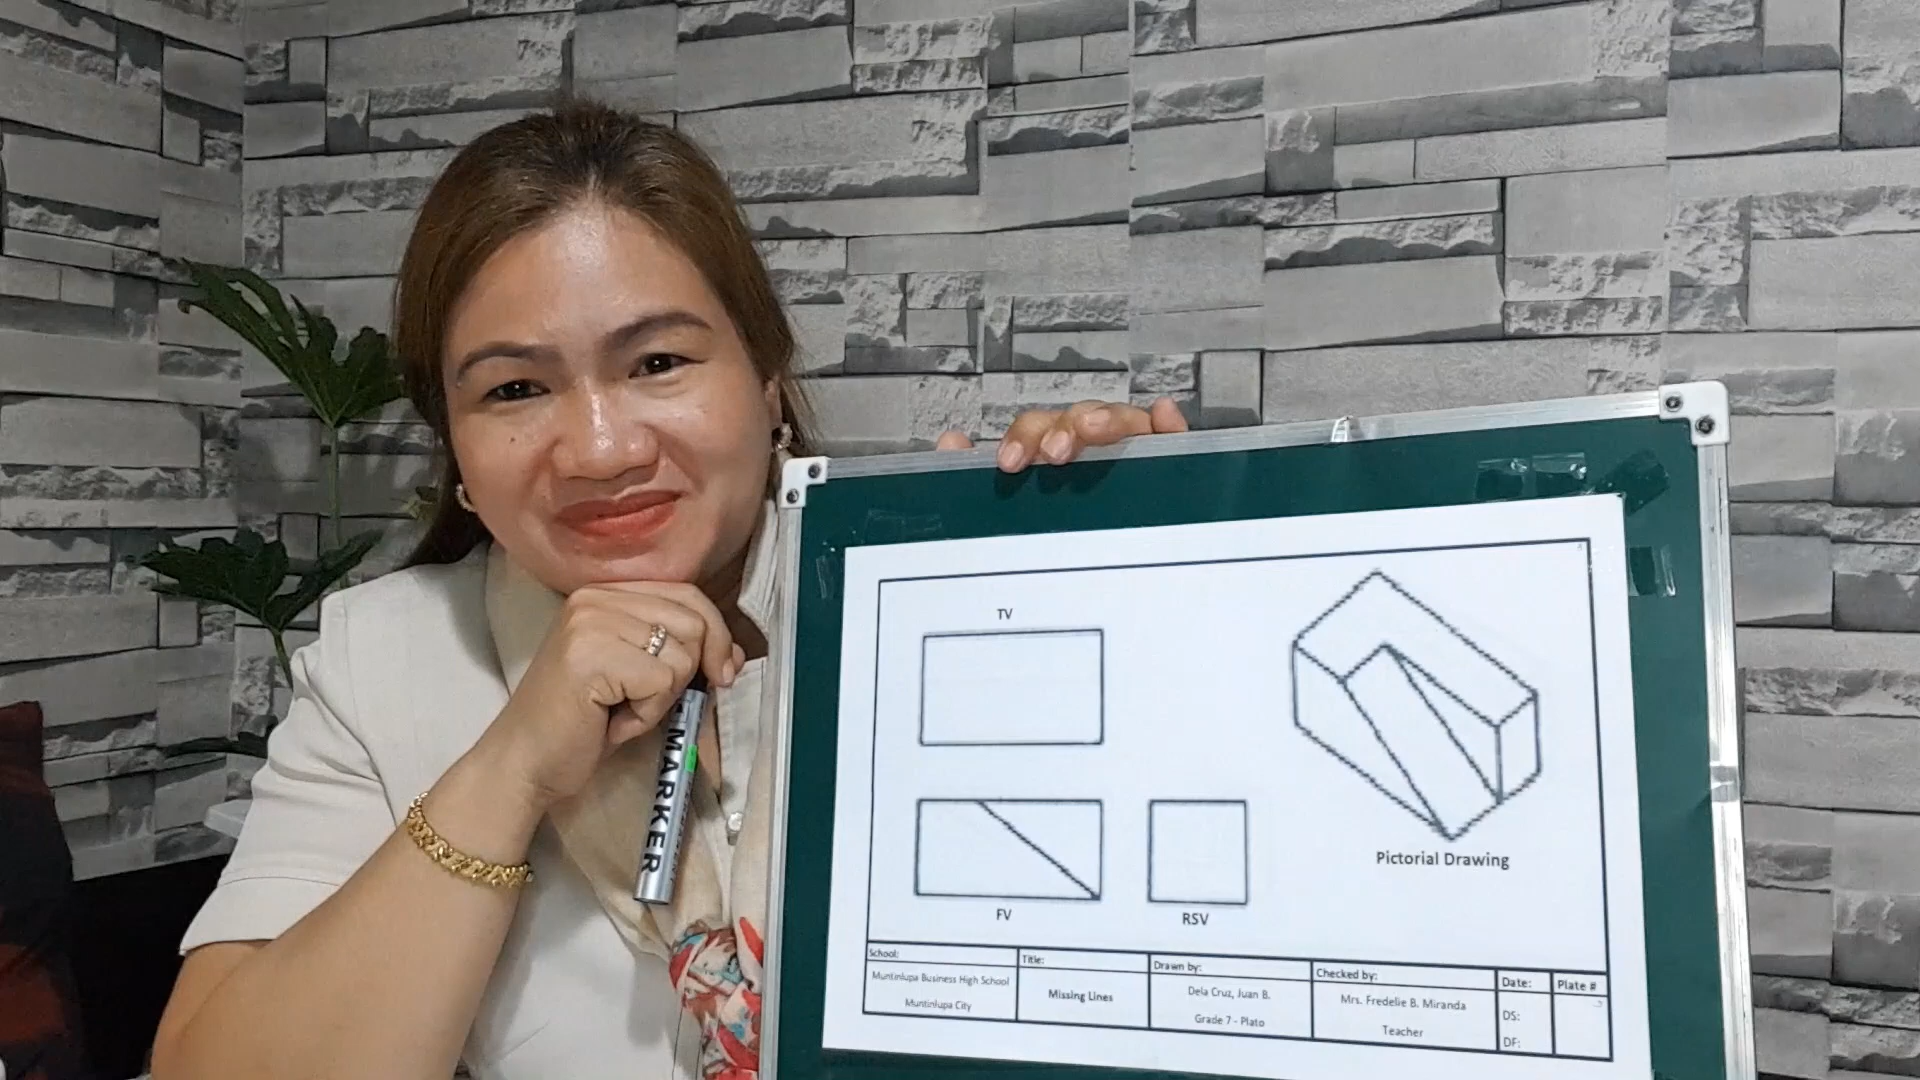 MARKER
TV
FV
RSV
Pictorial Drawing
School:
Muntinlupa Business High School
Muntinlupa City
Title:
Missing Lines
Drawn by:
Dela Cruz, Juan B.
Grade 7 - Plato
Checked by:
Mrs. Fredelie B. Miranda
Teacher
Date:
DS:
DF:
Plate #